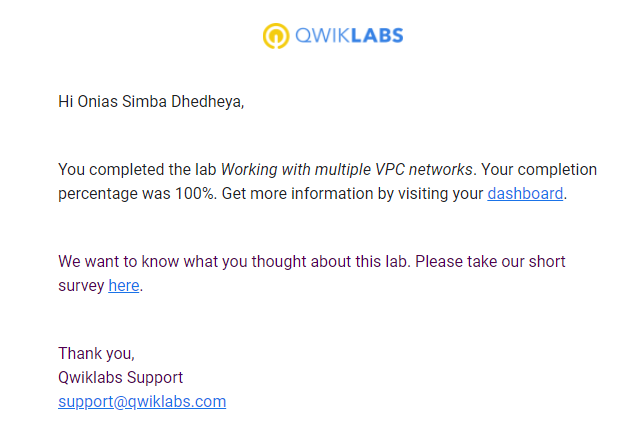 QWIKLABS
Hi Onias Simba Dhedheya,
You completed the lab Working with multiple VPC networks. Your completion
percentage was 100%. Get more information by visiting your dashboard.
We want to know what you thought about this lab. Please take our short
survey here.
Thank you,
Qwiklabs Support
support@qwiklabs.com